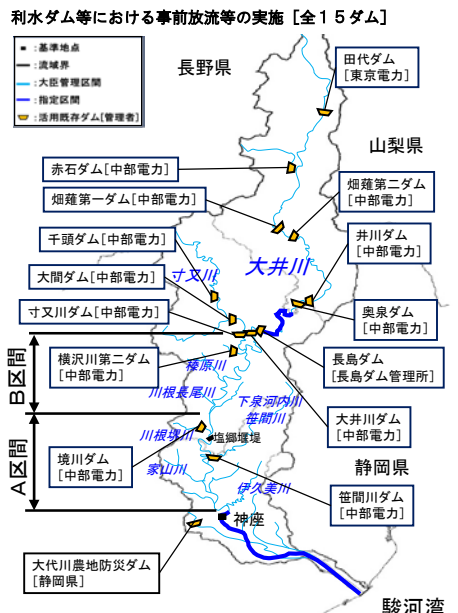 利水ダム等における事前放流等の実施［全１５ダム］
：基準地点
：流域界
：大臣管理区間
：指定区間
：活用既存ダム[管理者]
長野県
田代ダム
[東京電力]
山梨県
赤石ダム[中部電力]
畑薙第一ダム[中部電力]
畑薙第二ダム
[中部電力]
千頭ダム[中部電力]
寸又川
大井川
井川ダム
[中部電力]
大間ダム[中部電力]
寸又川ダム[中部電力]
奥泉ダム
[中部電力]
B区間
横沢川第二ダム
[中部電力]
榛原川
長島ダム
[長島ダム管理所]
川根長尾川
下泉河内川
笹間川
大井川ダム
[中部電力]
A区間
川根境川
塩郷堰堤
境川ダム
[中部電力]
家山川
静岡県
伊久美川
笹間川ダム
[中部電力]
神座
大代川農地防災ダム
[静岡県]
駿河湾